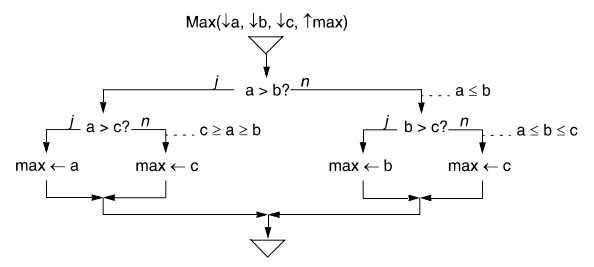 Max(↓a, ↓b, ↓c, ↑max)
j a > b? n
a ≤ b
j a > c? n
c ≥ a ≥ b
j b > c? n
a ≤ b ≤ c
max ← a
max ← c
max ← b
max ← c